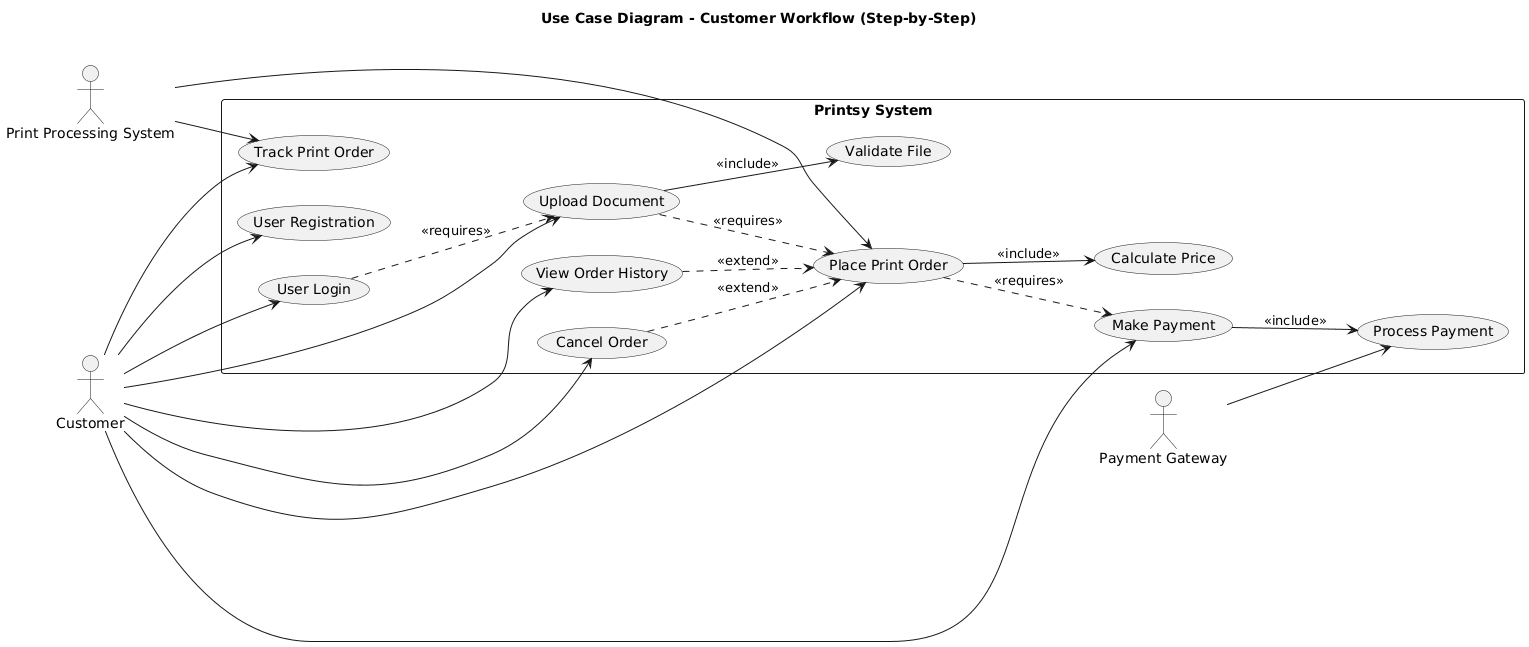 Use Case Diagram - Customer Workflow (Step-by-Step)
Printsy System
Print Processing System
Track Print Order
Validate File
«include»
Upload Document
User Registration
«requires»
«requires»
View Order History
«extend»
Place Print Order
«include»
Calculate Price
User Login
«extend»
«requires»
Cancel Order
Make Payment
«include»
Process Payment
Customer
Payment Gateway